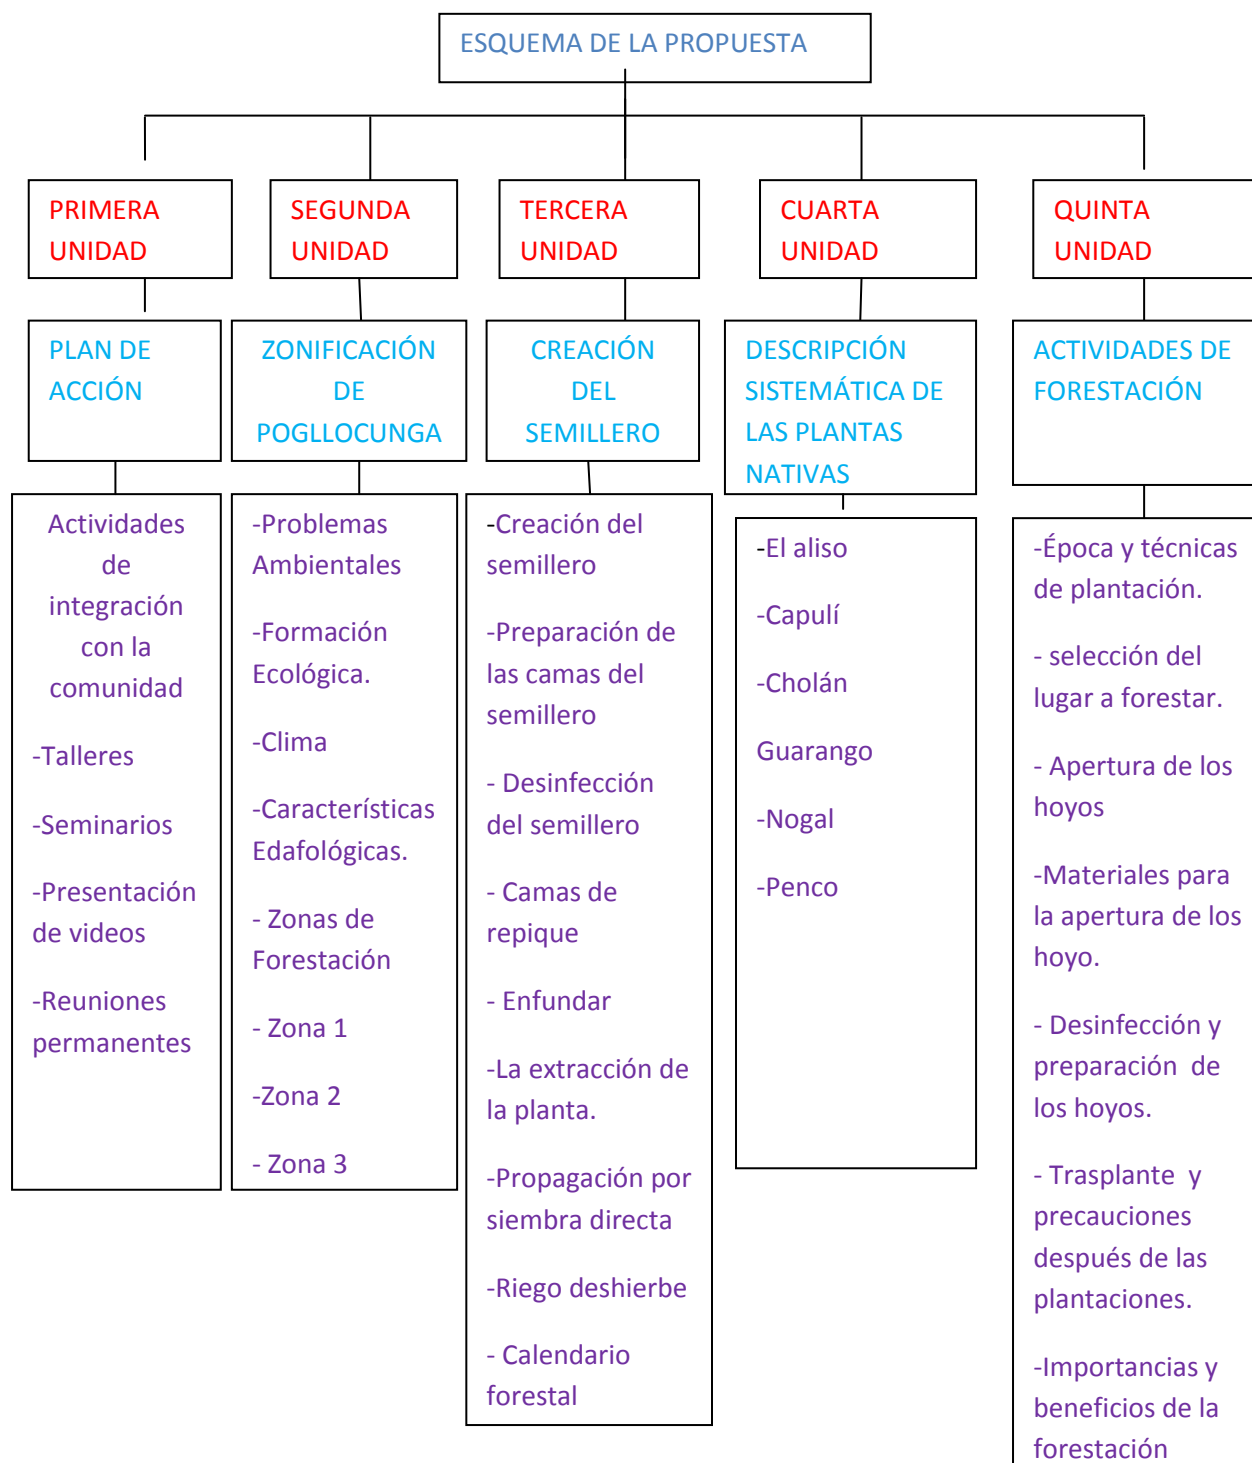 ESQUEMA DE LA PROPUESTA
PRIMERA
UNIDAD
SEGUNDA
UNIDAD
TERCERA
UNIDAD
CUARTA
UNIDAD
QUINTA
UNIDAD
PLAN DE
ACCIÓN
ZONIFICACIÓN
DE
POGLLOCUNGA
CREACIÓN
DEL
SEMILLERO
DESCRIPCIÓN
SISTEMÁTICA DE
LAS PLANTAS
NATIVAS
ACTIVIDADES DE
FORESTACIÓN
Actividades
de
integración
con la
comunidad
-Talleres
-Seminarios
-Presentación
de videos
-Reuniones
permanentes
-Problemas
Ambientales
-Formación
Ecológica.
-Clima
-Características
Edafológicas.
- Zonas de
Forestación
- Zona 1
-Zona 2
- Zona 3
-Creación del
semillero
-Preparación de
las camas del
semillero
- Desinfección
del semillero
- Camas de
repique
- Enfundar
-La extracción de
la planta.
-Propagación por
siembra directa
-Riego deshierbe
- Calendario
forestal
-El aliso
-Capulí
-Cholán
Guarango
-Nogal
-Penco
-Época y técnicas
de plantación.
- selección del
lugar a forestar.
- Apertura de los
hoyos
-Materiales para
la apertura de los
hoyo.
- Desinfección y
preparación  de
los hoyos.
- Trasplante  y
precauciones
después de las
plantaciones.
-Importancias y
beneficios de la
forestación